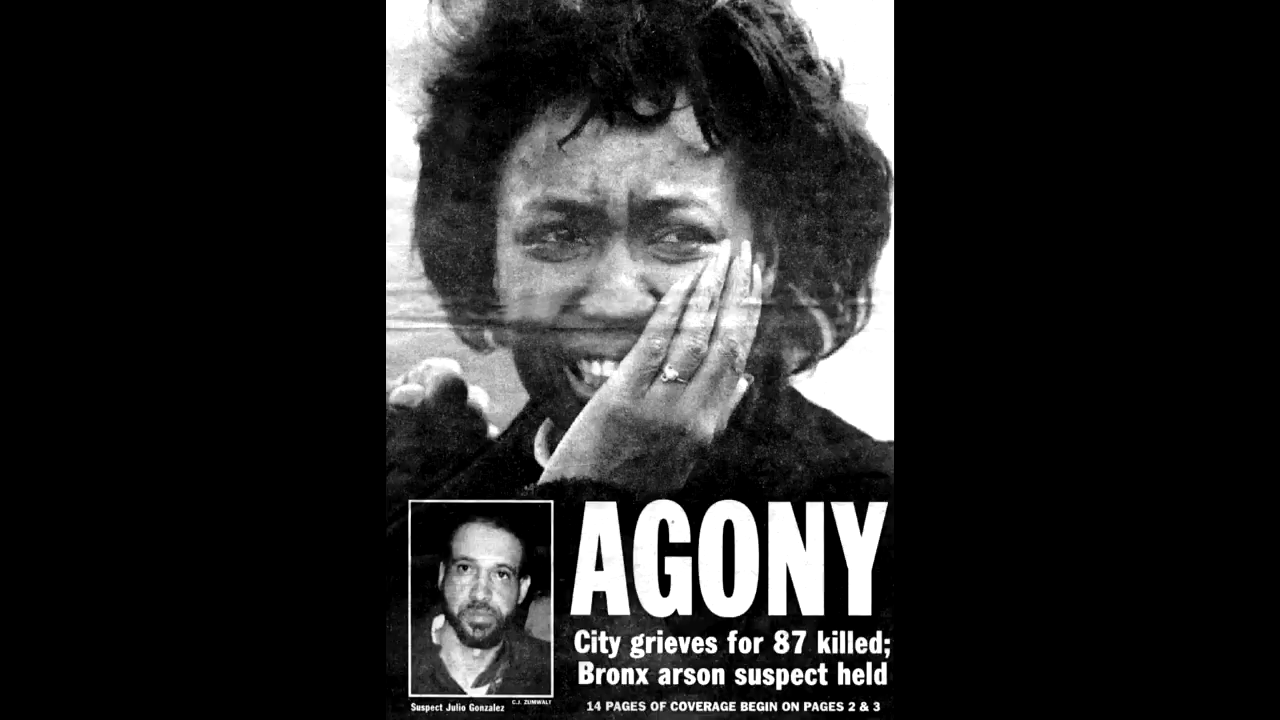 AGONY
City grieves for 87 killed;
Bronx arson suspect held
14 PAGES OF COVERAGE BEGIN ON PAGES 2 & 3
Suspect Julio Gonzalez
C.J. ZUMWALT